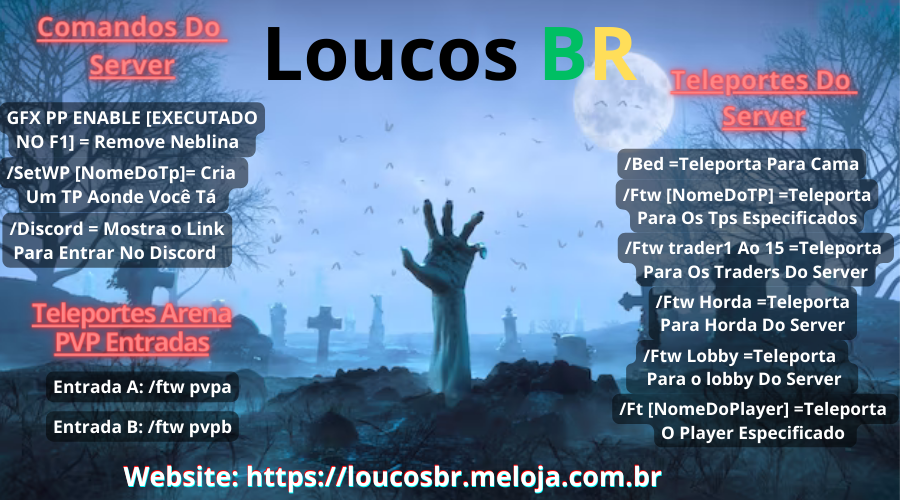 Loucos BR
Comandos Do
Server
GFX PP ENABLE [EXECUTADO
NO F1] = Remove Neblina
/SetWP [NomeDoTp]= Cria
Um TP Aonde Você Tá
/Discord = Mostra o Link
Para Entrar No Discord
Teleportes Arena
PVP Entradas
Entrada A: /ftw pvpa
Entrada B: /ftw pvpb
Teleportes Do
Server
/Bed =Teleporta Para Cama
/Ftw [NomeDoTP] =Teleporta
Para Os Tps Especificados
/Ftw trader1 Ao 15 =Teleporta
Para Os Traders Do Server
/Ftw Horda =Teleporta
Para Horda Do Server
/Ftw Lobby =Teleporta
Para o lobby Do Server
/Ft [NomeDoPlayer] =Teleporta
O Player Especificado
Website: https://loucosbr.meloja.com.br